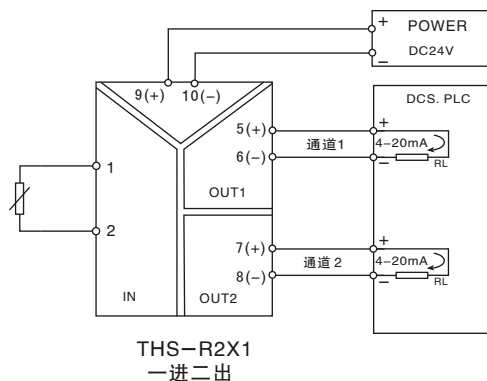 + POWER
− DC24V
9(+) 10(−)
DCS. PLC
1
2
5(+) 通道1 + 4−20mA
6(−) − RL
OUT1
7(+) 通道2 + 4−20mA
8(−) − RL
IN
OUT2
THS−R2X1
一进二出